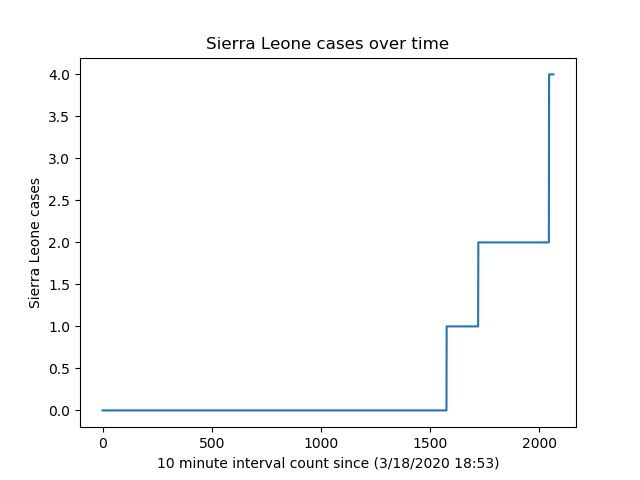 Sierra Leone cases over time
4.0
3.5
3.0
2.5
2.0
1.5
1.0
0.5
0.0
Sierra Leone cases
0 500 1000 1500 2000
10 minute interval count since (3/18/2020 18:53)